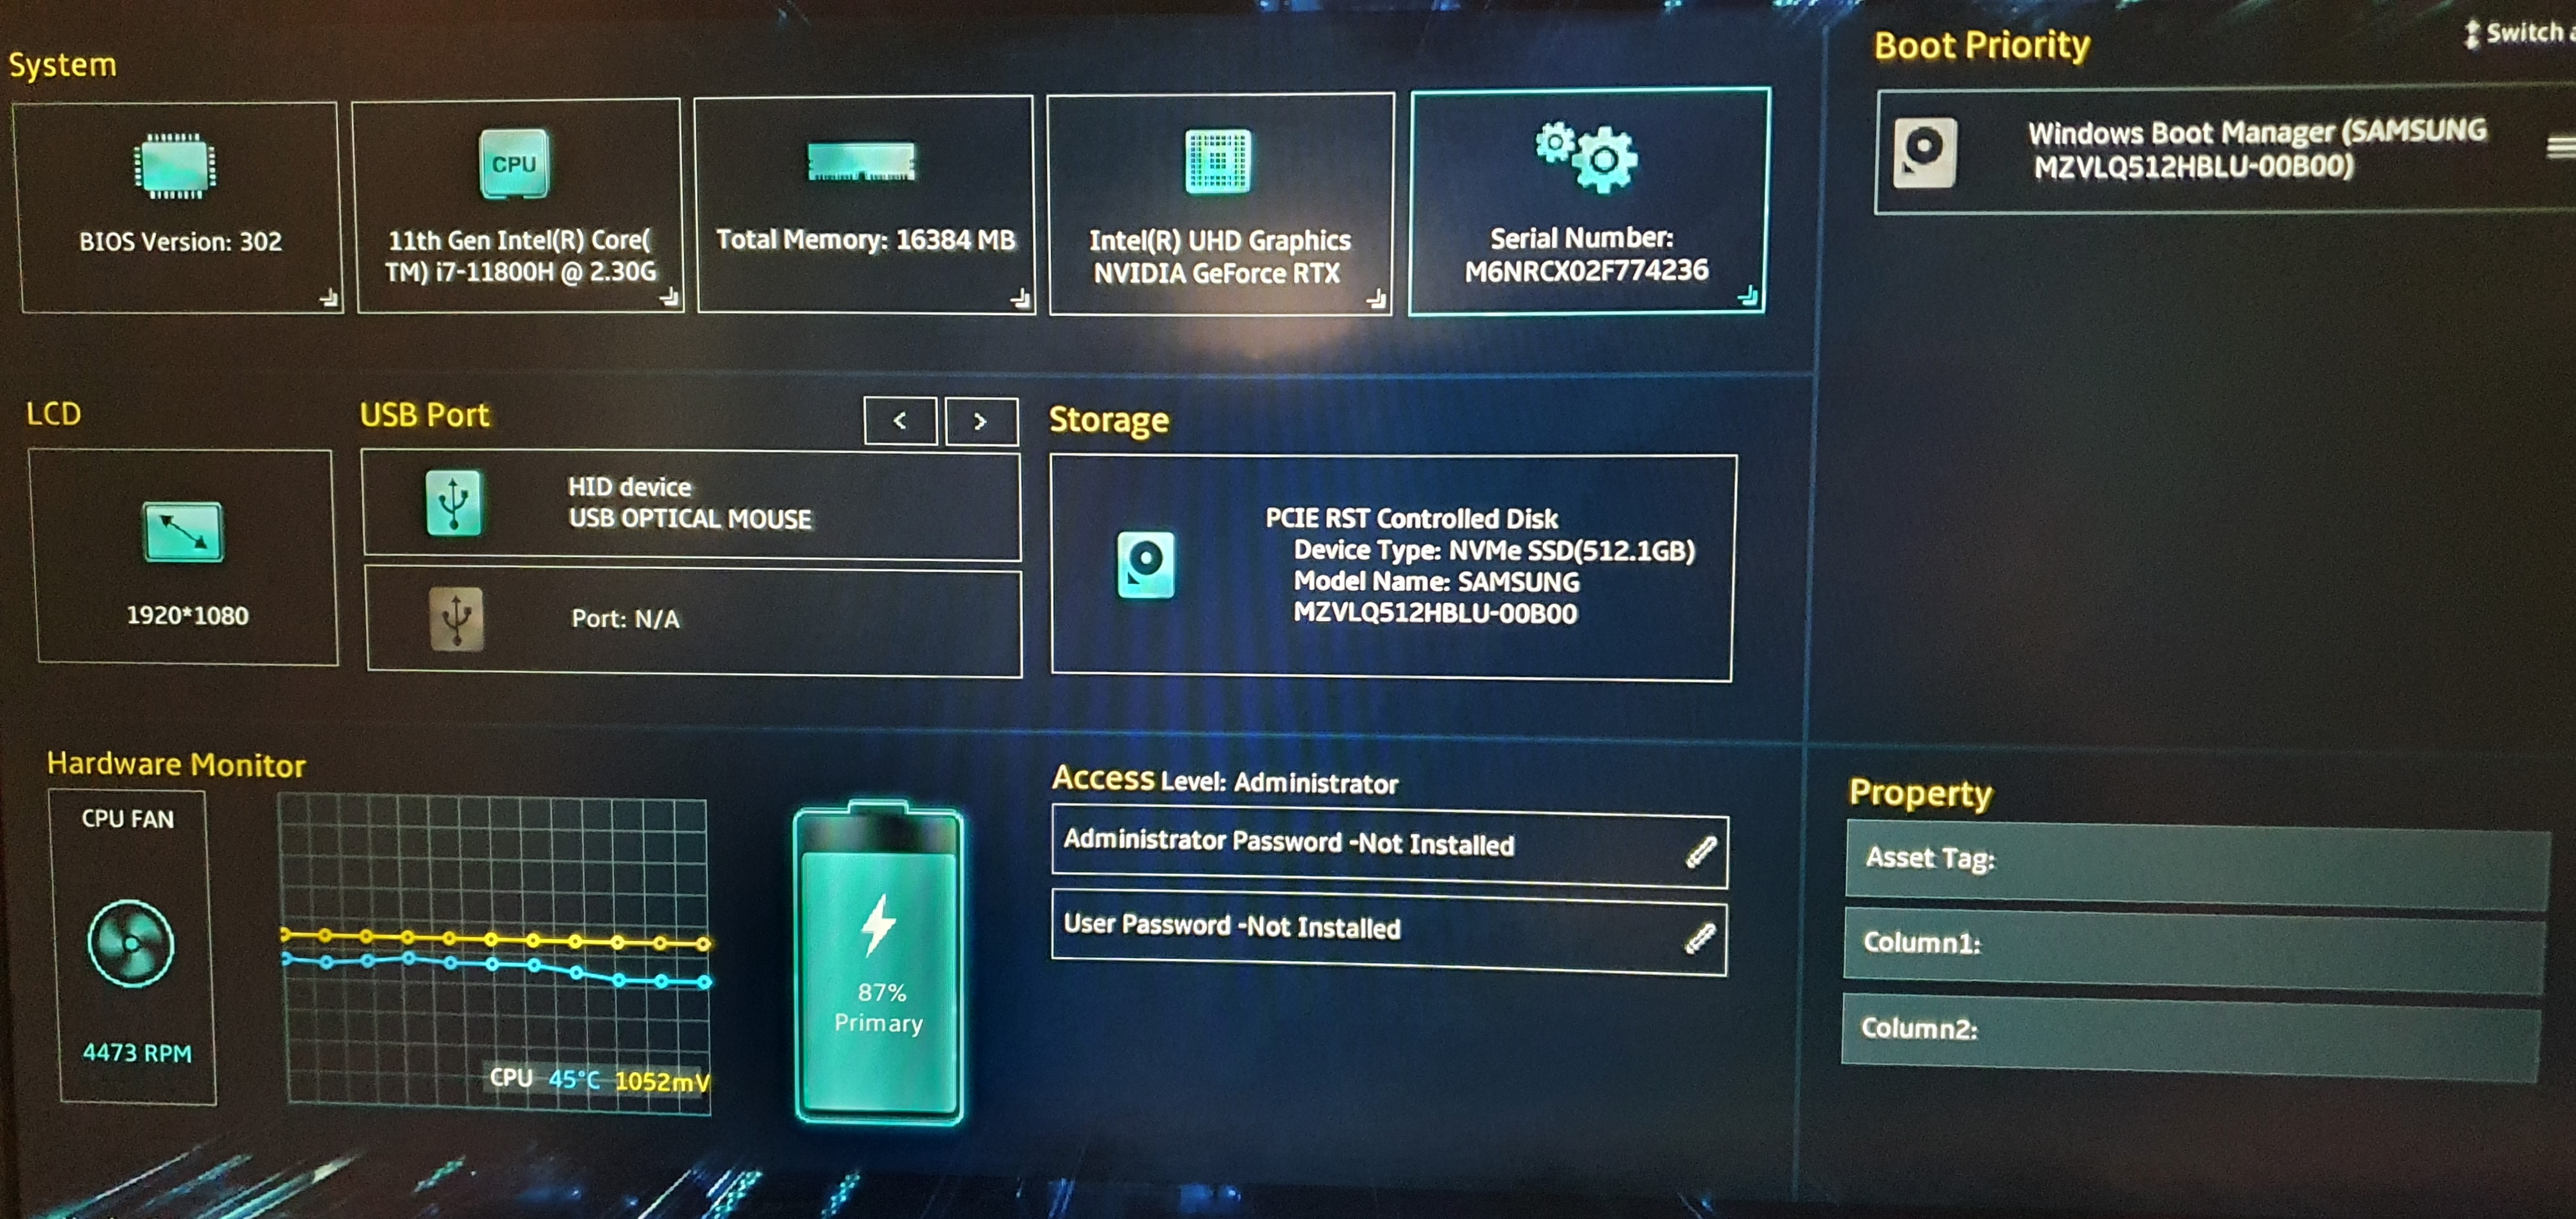 System
BIOS Version: 302
CPU
11th Gen Intel(R) Core(
TM) i7-11800H @ 2.30G
Total Memory: 16384 MB
Intel(R) UHD Graphics
NVIDIA GeForce RTX
Serial Number:
M6NRCX02F774236
Boot Priority
Switch
Windows Boot Manager (SAMSUNG
MZVLQ512HBLU-00B00)
LCD
1920*1080
USB Port
< >
HID device
USB OPTICAL MOUSE
Port: N/A
Storage
PCIE RST Controlled Disk
Device Type: NVMe SSD(512.1GB)
Model Name: SAMSUNG
MZVLQ512HBLU-00B00
Hardware Monitor
CPU FAN
4473 RPM
CPU 45°C 1052mV
87%
Primary
Access Level: Administrator
Administrator Password -Not Installed
User Password -Not Installed
Property
Asset Tag:
Column1:
Column2: